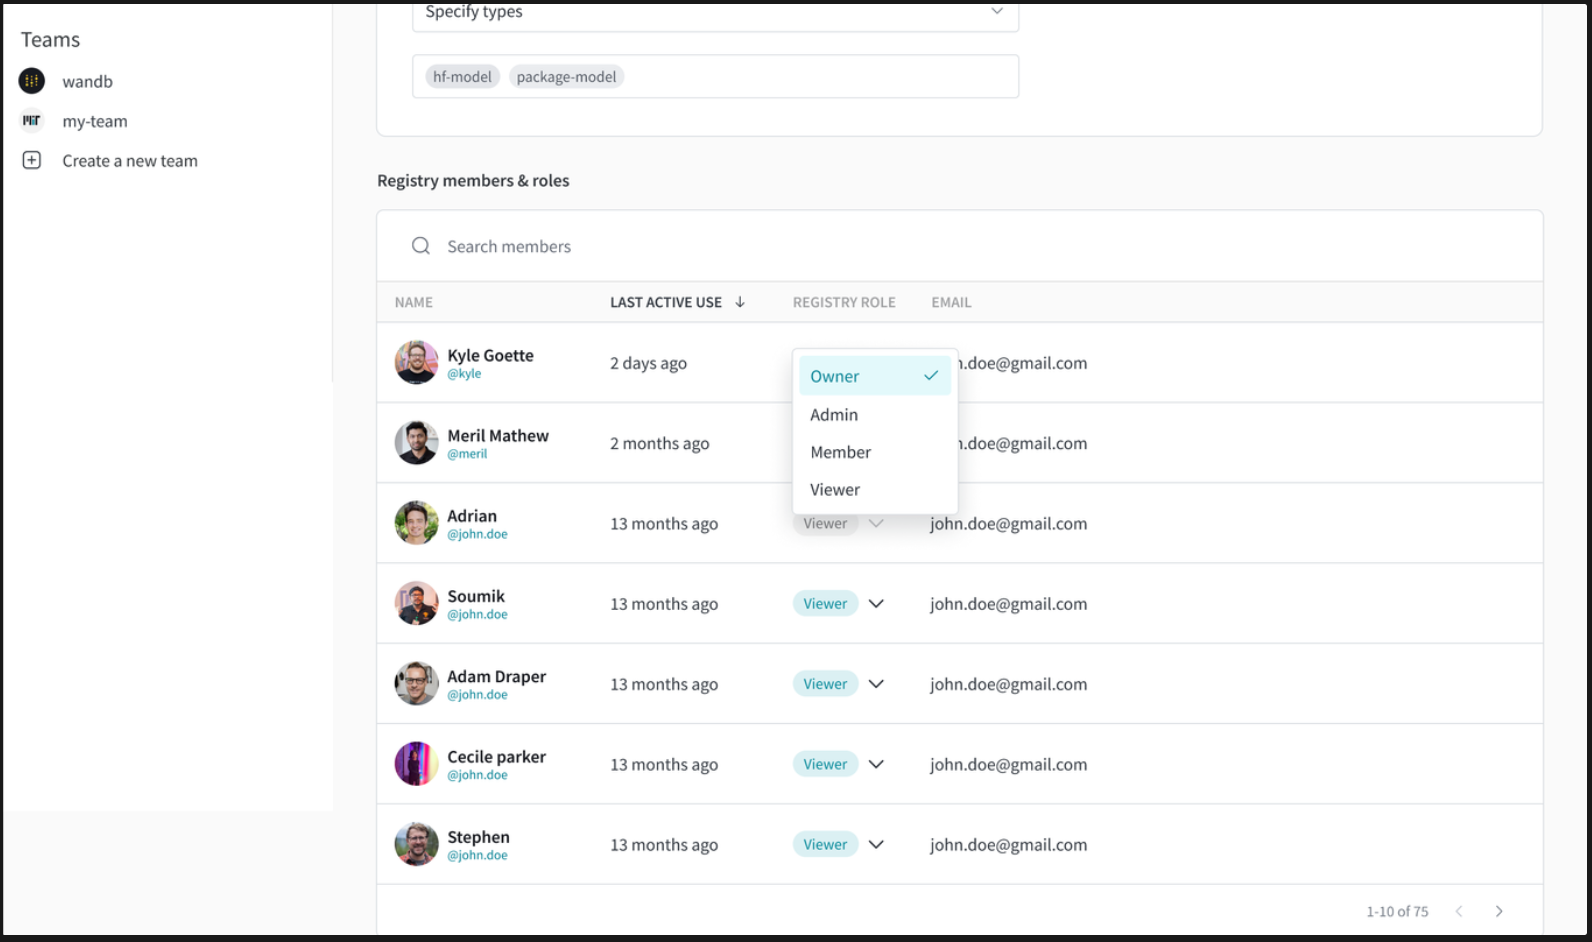 Specify types
Teams
wandb
hf-model package-model
my-team
Create a new team
Registry members & roles
Search members
NAME LAST ACTIVE USE REGISTRY ROLE EMAIL
Kyle Goette
@kyle
2 days ago
Owner
n.doe@gmail.com
Admin
Meril Mathew
@meril
2 months ago
Member
n.doe@gmail.com
Viewer
Adrian
@john.doe
13 months ago
Viewer
john.doe@gmail.com
Soumik
@john.doe
13 months ago
Viewer
john.doe@gmail.com
Adam Draper
@john.doe
13 months ago
Viewer
john.doe@gmail.com
Cecile parker
@john.doe
13 months ago
Viewer
john.doe@gmail.com
Stephen
@john.doe
13 months ago
Viewer
john.doe@gmail.com
1-10 of 75